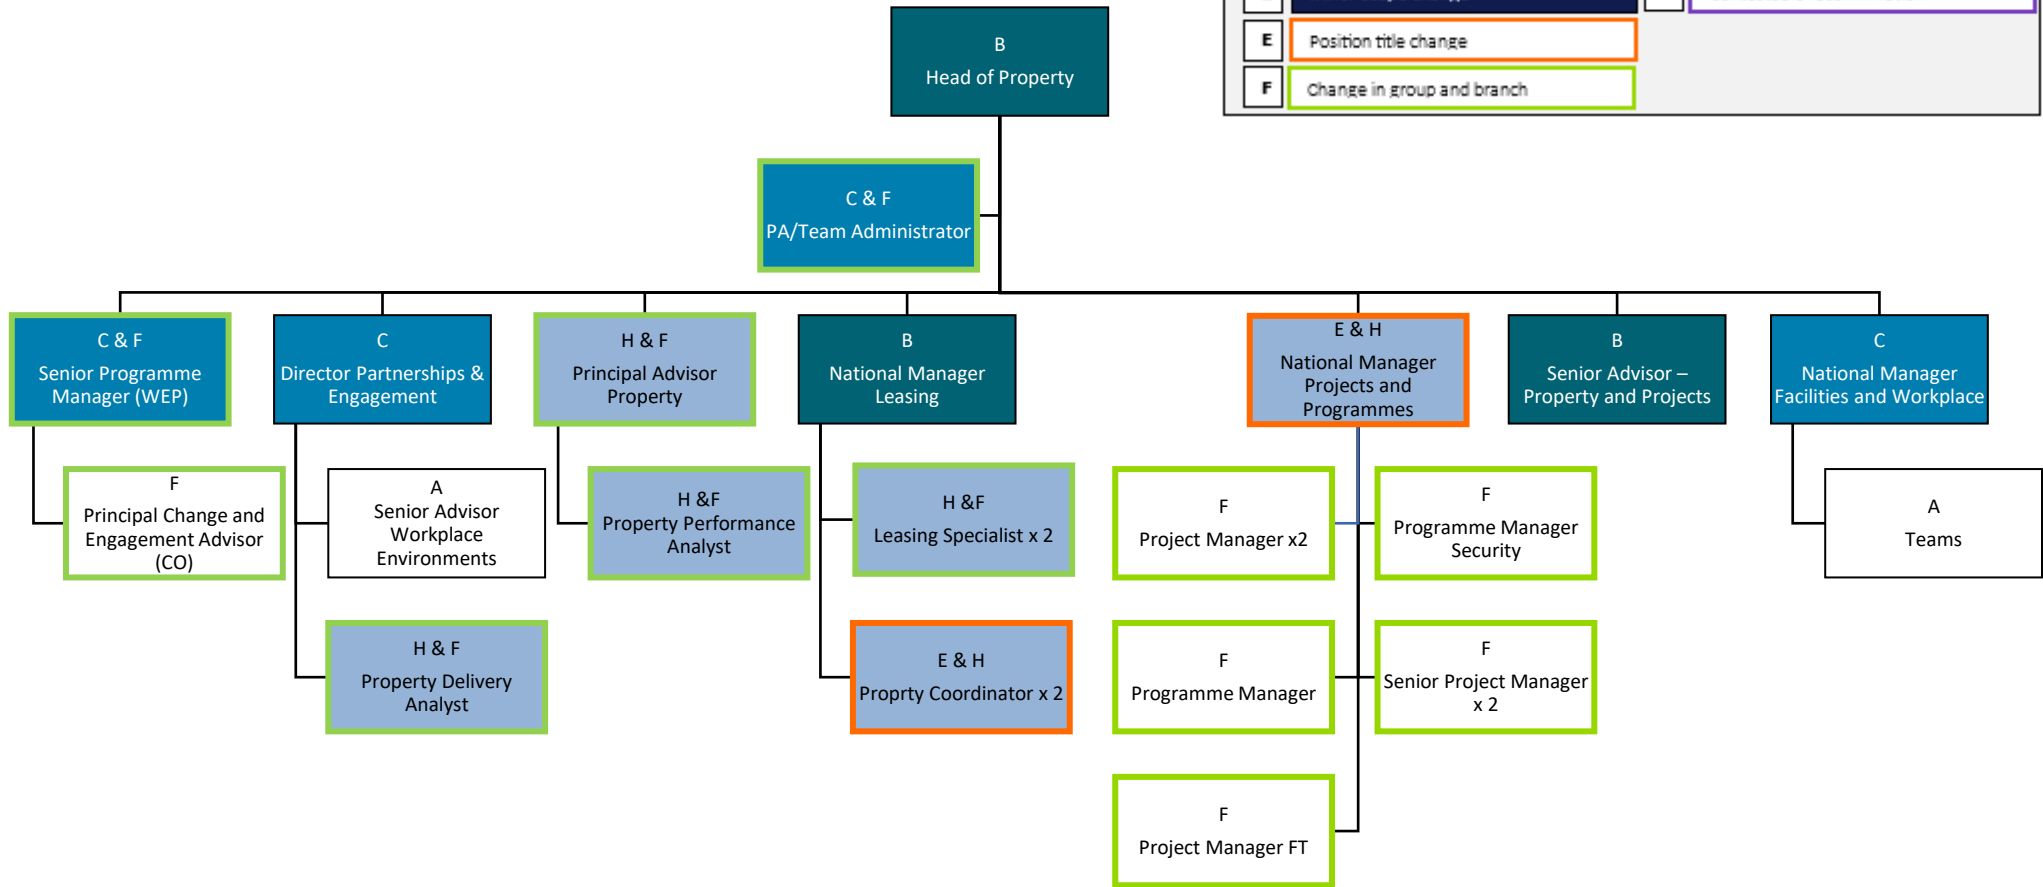 E
Position title change
F
Change in group and branch
B
Head of Property
C & F
PA/Team Administrator
C & F
Senior Programme
Manager (WEP)
C
Director Partnerships &
Engagement
H & F
Principal Advisor
Property
B
National Manager
Leasing
E & H
National Manager
Projects and
Programmes
B
Senior Advisor –
Property and Projects
C
National Manager
Facilities and Workplace
F
Principal Change and
Engagement Advisor
(CO)
A
Senior Advisor
Workplace
Environments
H &F
Property Performance
Analyst
H &F
Leasing Specialist x 2
F
Project Manager x2
F
Programme Manager
Security
A
Teams
H & F
Property Delivery
Analyst
E & H
Proprty Coordinator x 2
F
Programme Manager
F
Senior Project Manager
x 2
F
Project Manager FT